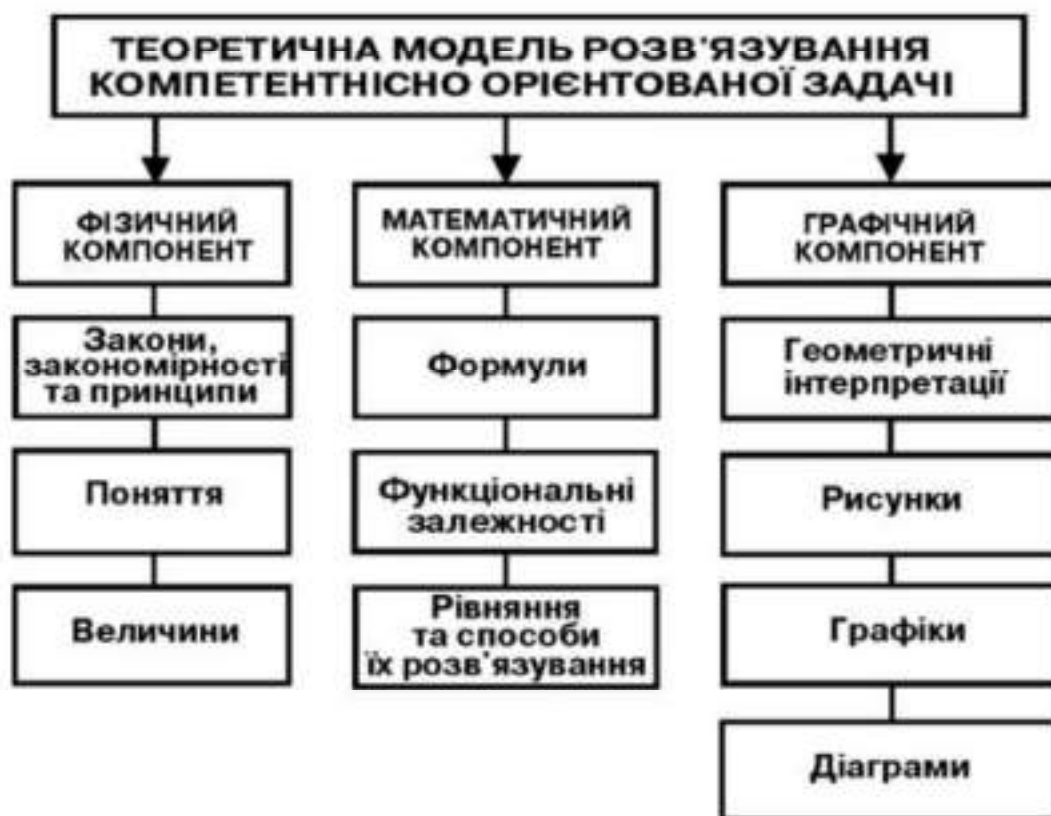 ТЕОРЕТИЧНА МОДЕЛЬ РОЗВ'ЯЗУВАННЯ
КОМПЕТЕНТНІСНО ОРІЄНТОВАНОЇ ЗАДАЧІ
ФІЗИЧНИЙ
КОМПОНЕНТ
Закони,
закономірності
та принципи
Поняття
Величини
МАТЕМАТИЧНИЙ
КОМПОНЕНТ
Формули
Функціональні
залежності
Рівняння
та способи
їх розв'язування
ГРАФІЧНИЙ
КОМПОНЕНТ
Геометричні
інтерпретації
Рисунки
Графіки
Діаграми